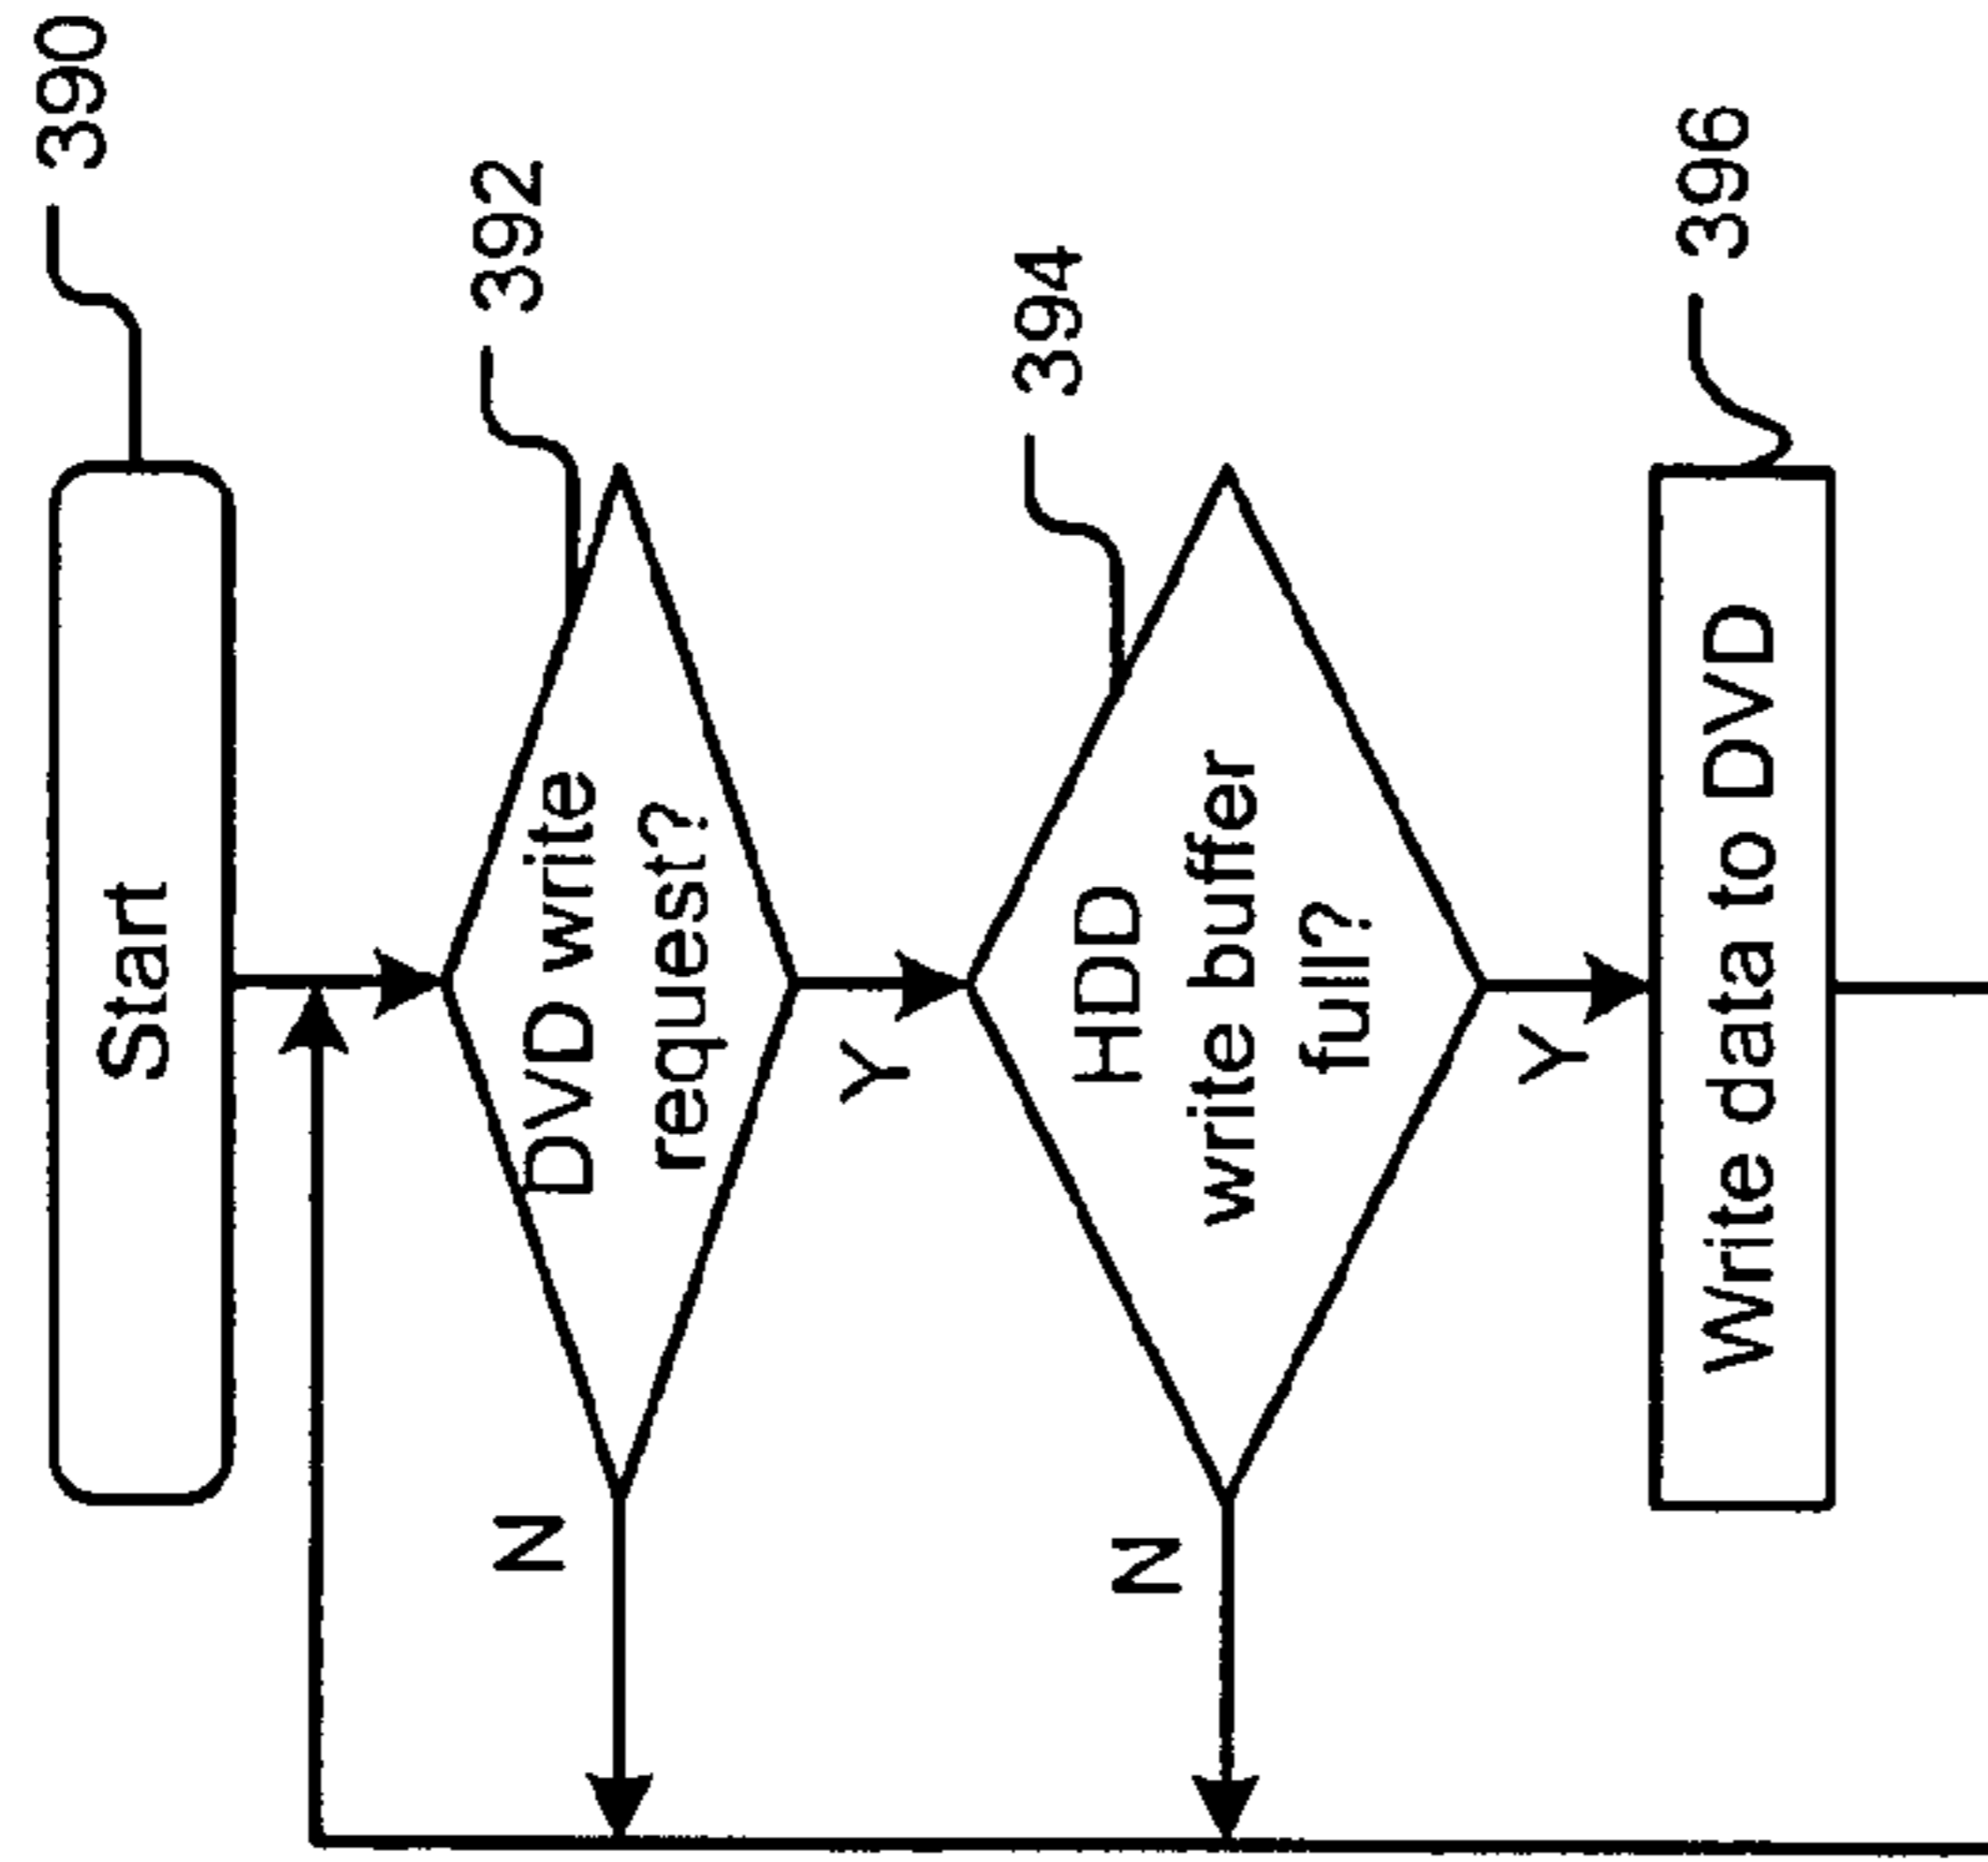 390
Start
392
DVD write
request?
N
Y
394
HDD
write buffer
full?
N
Y
396
Write data to DVD